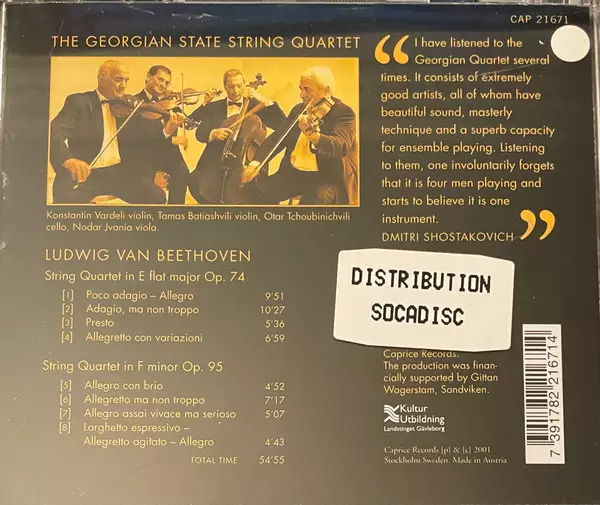 CAP 21671
THE GEORGIAN STATE STRING QUARTET
Konstantin Vardeli violin, Tamas Batiashvili violin, Otar Tchoubinichvili
cello, Nodar Jvania viola.
“
I have listened to the
Georgian Quartet several
times. It consists of extremely
good artists, all of whom have
beautiful sound, masterly
technique and a superb capacity
for ensemble playing. Listening
to them, one involuntarily forgets
that it is four men playing and
starts to believe it is one
instrument.
”
DMITRI SHOSTAKOVICH
LUDWIG VAN BEETHOVEN
String Quartet in E flat major Op. 74
[1] Poco adagio – Allegro 9'51
[2] Adagio, ma non troppo 10'27
[3] Presto 5'36
[4] Allegretto con variazioni 6'59
String Quartet in F minor Op. 95
[5] Allegro con brio 4'52
[6] Allegretto ma non troppo 7'17
[7] Allegro assai vivace ma serioso 5'07
[8] Larghetto espressivo –
Allegretto agitato – Allegro 4'43
TOTAL TIME 54'55
DISTRIBUTION
SOCADISC
Caprice Records.
The production was finan-
cially supported by Gittan
Wagerstam, Sandviken.
Kultur
Utbildning
Landstinget Gävleborg
Caprice Records [p] & [c] 2001
Stockholm Sweden. Made in Austria
7 391782 216714